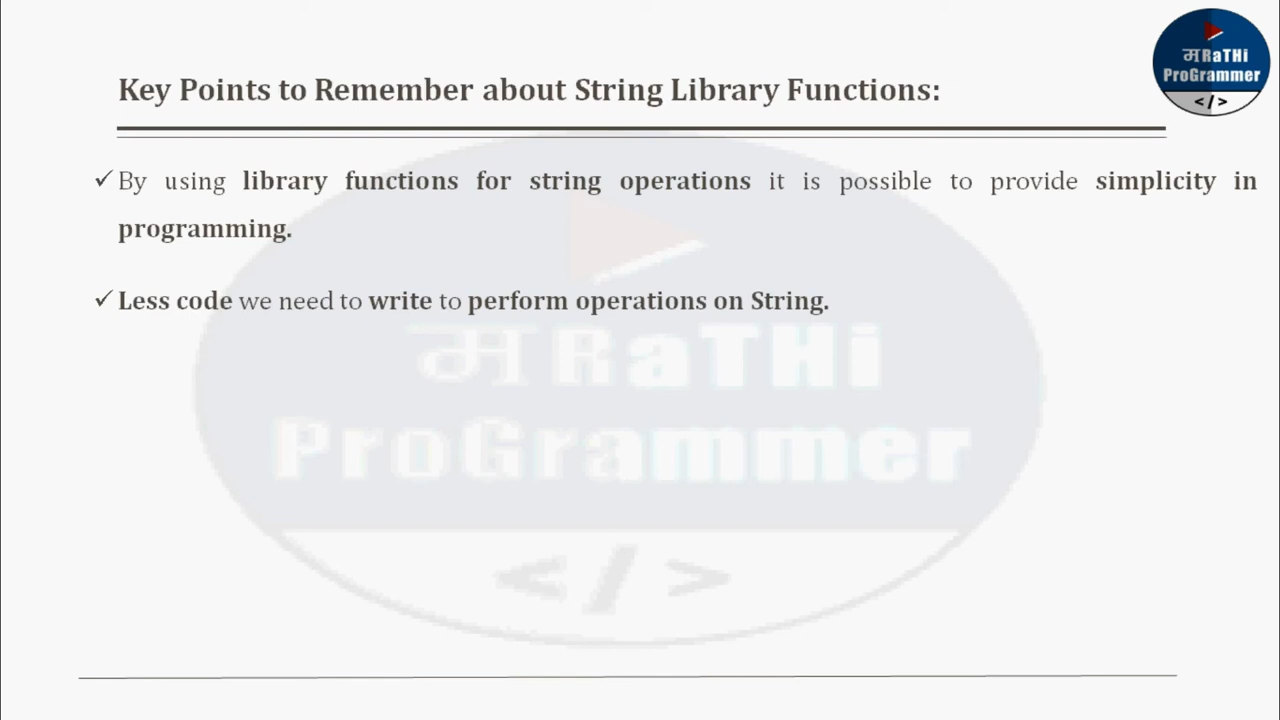 मRaTHi
ProGrammer
</>
Key Points to Remember about String Library Functions:
✓By using library functions for string operations it is possible to provide simplicity in
programming.
✓Less code we need to write to perform operations on String.
मRaTHi
ProGrammer
</>